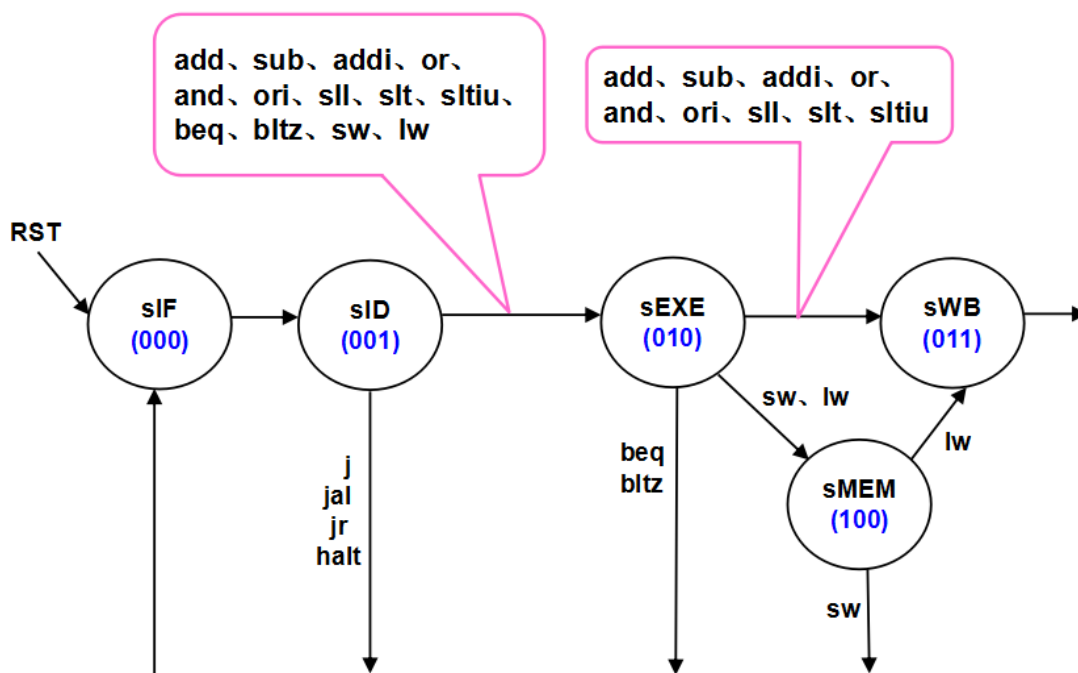 add、sub、addi、or、
and、ori、sll、slt、sltiu、
beq、bltz、sw、lw
add、sub、addi、or、
and、ori、sll、slt、sltiu
RST
sIF
(000)
sID
(001)
sEXE
(010)
sWB
(011)
sw、lw
lw
j
jal
jr
halt
beq
bltz
sMEM
(100)
sw